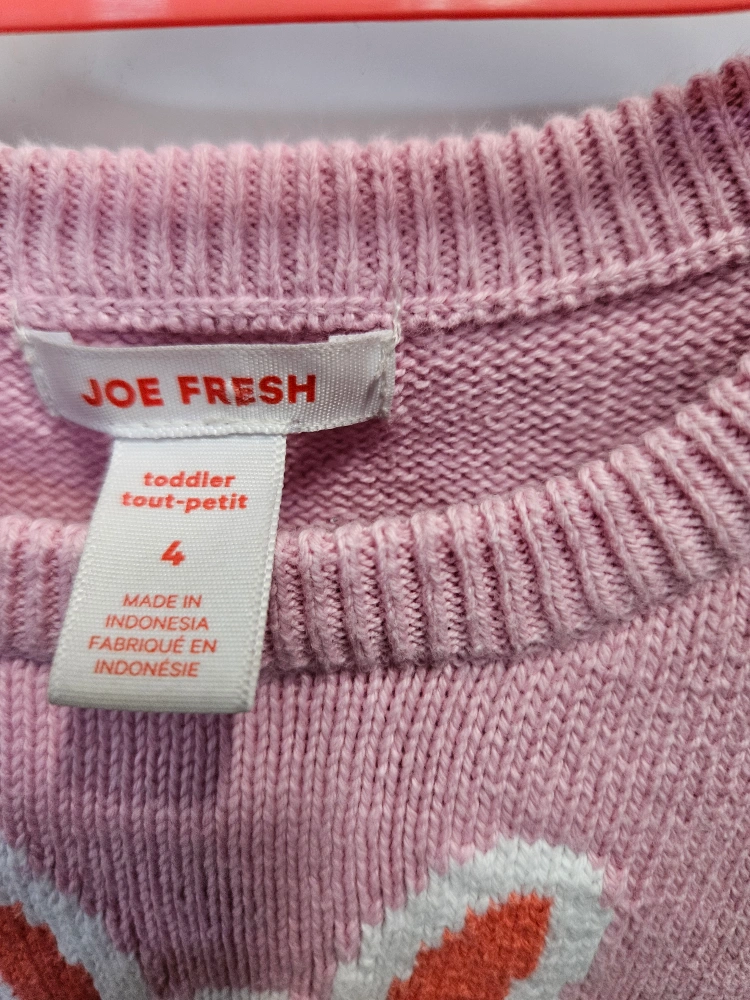 JOE FRESH
toddler
tout-petit
4
MADE IN
INDONESIA
FABRIQUÉ EN
INDONÉSIE